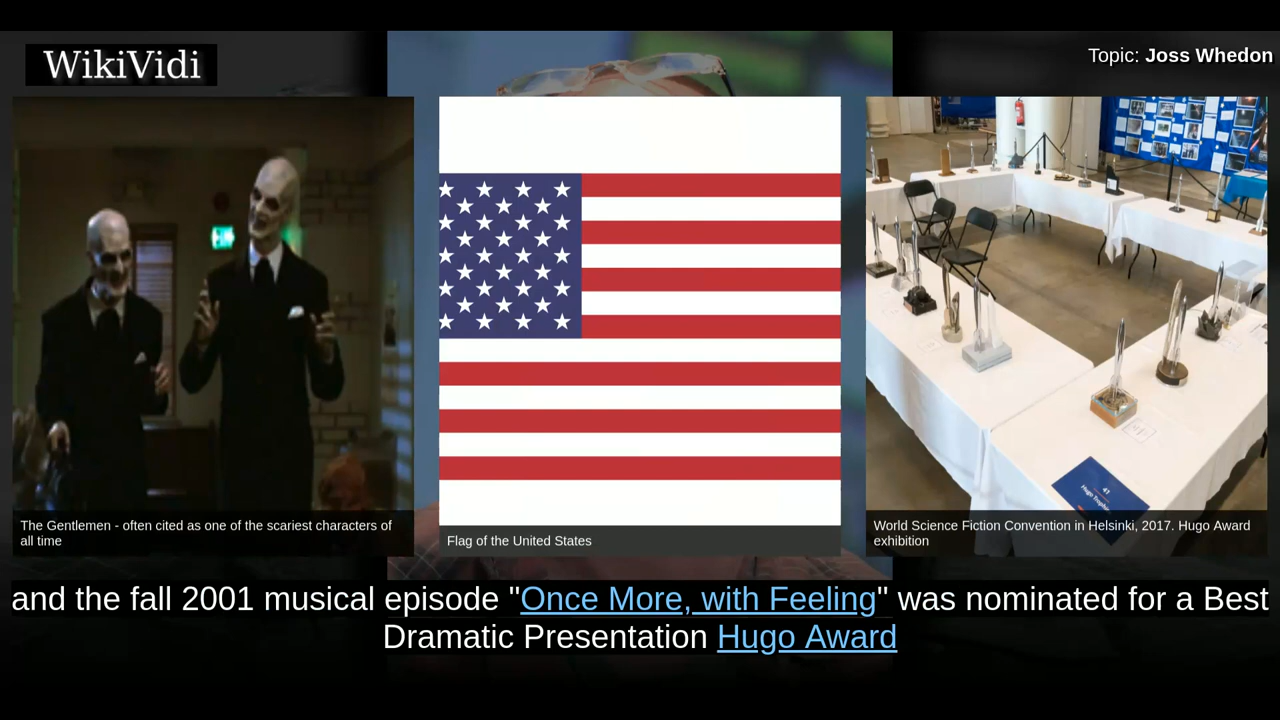 WikiVidi
Topic: Joss Whedon
The Gentlemen - often cited as one of the scariest characters of
all time
Flag of the United States
41
World Science Fiction Convention in Helsinki, 2017. Hugo Award
exhibition
and the fall 2001 musical episode "Once More, with Feeling" was nominated for a Best
Dramatic Presentation Hugo Award